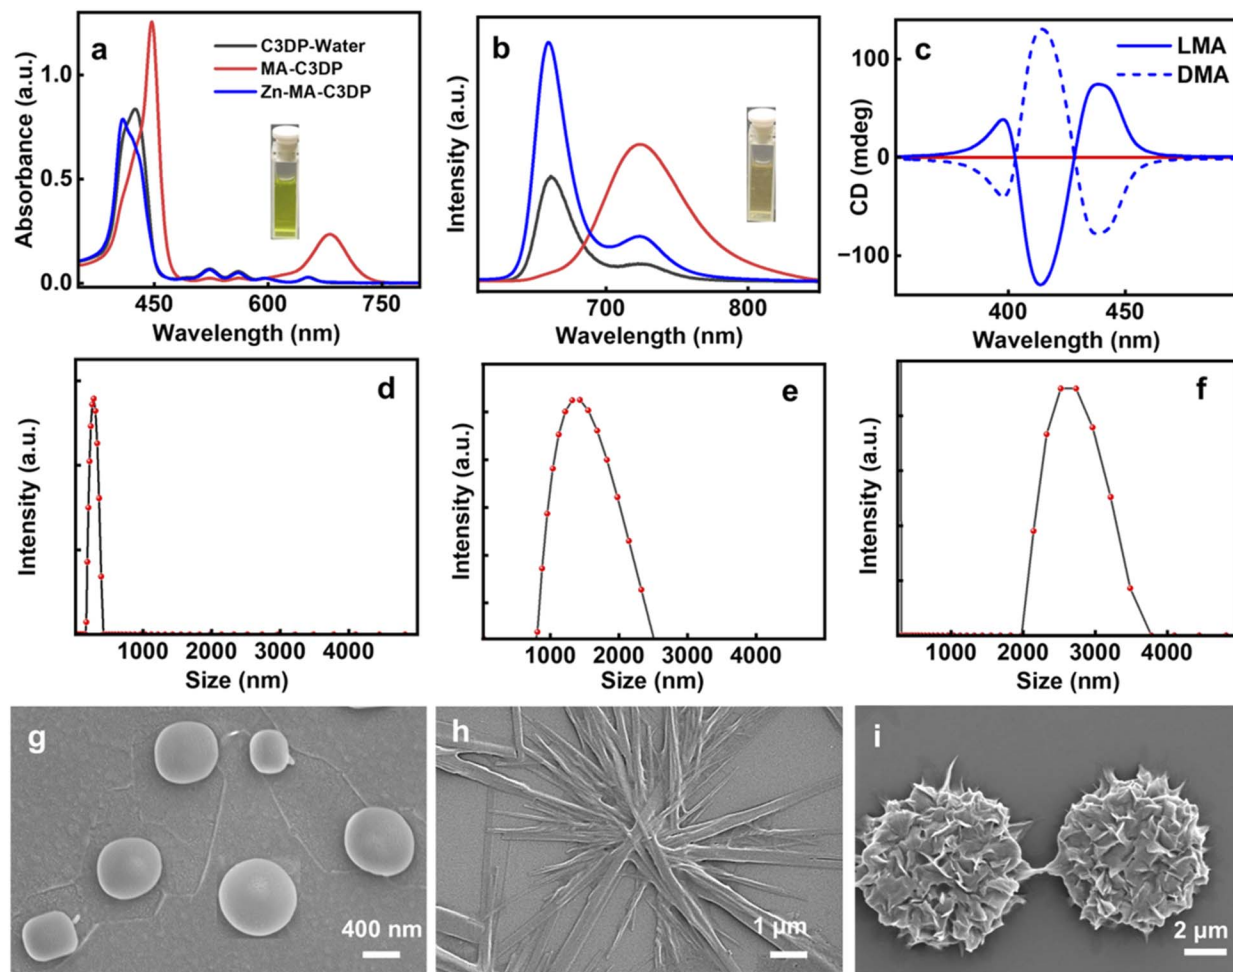 a
C3DP-Water
MA-C3DP
Zn-MA-C3DP
Absorbance (a.u.)
1.0
0.5
0.0
450
600
750
Wavelength (nm)
b
Intensity (a.u.)
700
800
Wavelength (nm)
c
LMA
DMA
CD (mdeg)
100
0
−100
400
450
Wavelength (nm)
d
Intensity (a.u.)
1000
2000
3000
4000
Size (nm)
e
Intensity (a.u.)
1000
2000
3000
4000
Size (nm)
f
Intensity (a.u.)
1000
2000
3000
4000
Size (nm)
g
400 nm
h
1 µm
i
2 µm